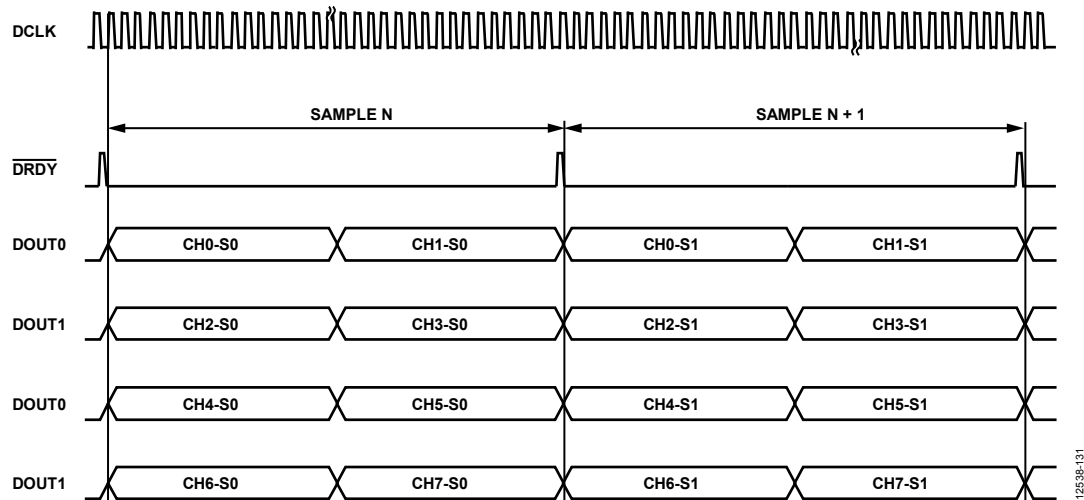 DCLK
SAMPLE N SAMPLE N + 1
DRDY
DOUT0 CH0-S0 CH1-S0 CH0-S1 CH1-S1
DOUT1 CH2-S0 CH3-S0 CH2-S1 CH3-S1
DOUT0 CH4-S0 CH5-S0 CH4-S1 CH5-S1
DOUT1 CH6-S0 CH7-S0 CH6-S1 CH7-S1
12538-131